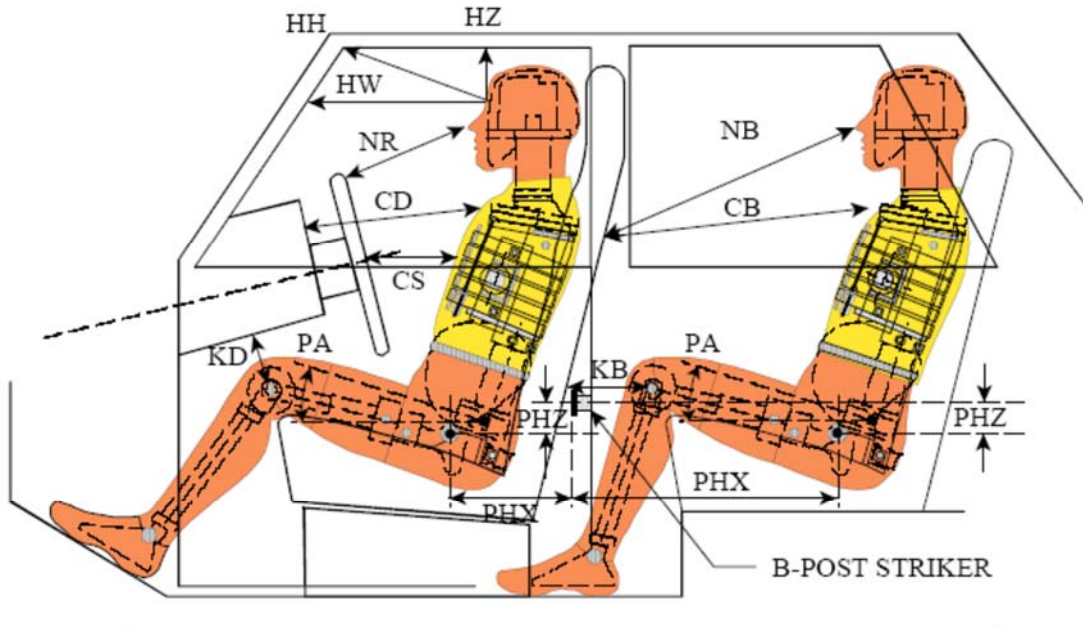 HZ
HH
HW
NR
NB
CD
CB
CS
KD
PA
KB
PA
PHZ
PHZ
PHX
PHX
B-POST STRIKER